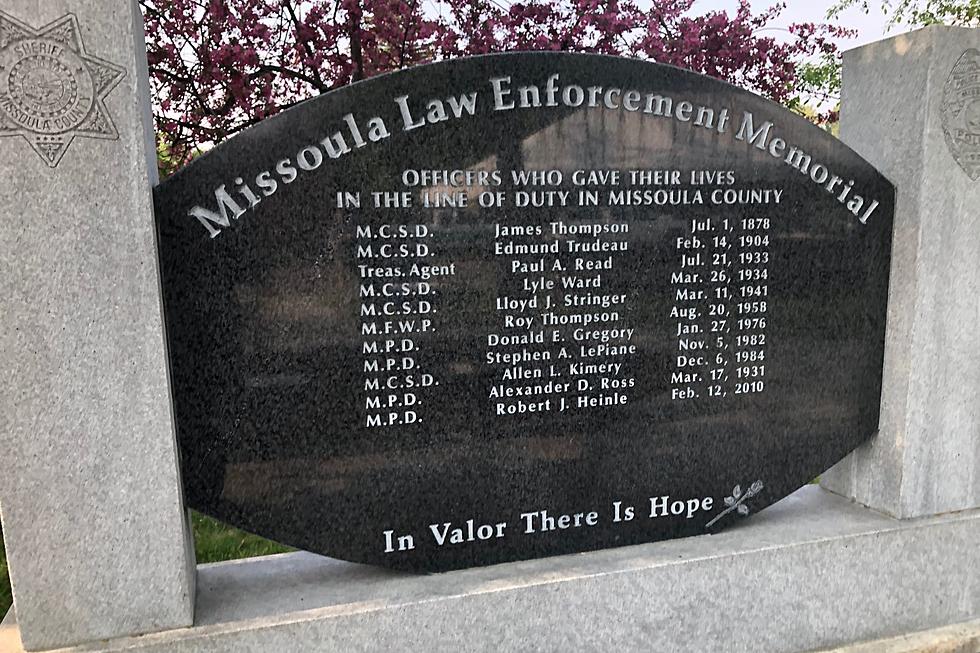 SHERIFF
MISSOULA COUNTY
Missoula Law Enforcement Memorial
OFFICERS WHO GAVE THEIR LIVES
IN THE LINE OF DUTY IN MISSOULA COUNTY
M.C.S.D. James Thompson Jul. 1, 1878
M.C.S.D. Edmund Trudeau Feb. 14, 1904
Treas. Agent Paul A. Read Jul. 21, 1933
M.C.S.D. Lyle Ward Mar. 26, 1934
M.C.S.D. Lloyd J. Stringer Mar. 11, 1941
M.F.W.P. Roy Thompson Aug. 20, 1958
M.P.D. Donald E. Gregory Jan. 27, 1976
M.P.D. Stephen A. LePiane Nov. 5, 1982
M.C.S.D. Allen L. Kimery Dec. 6, 1984
M.P.D. Alexander D. Ross Mar. 17, 1931
M.P.D. Robert J. Heinle Feb. 12, 2010
In Valor There Is Hope